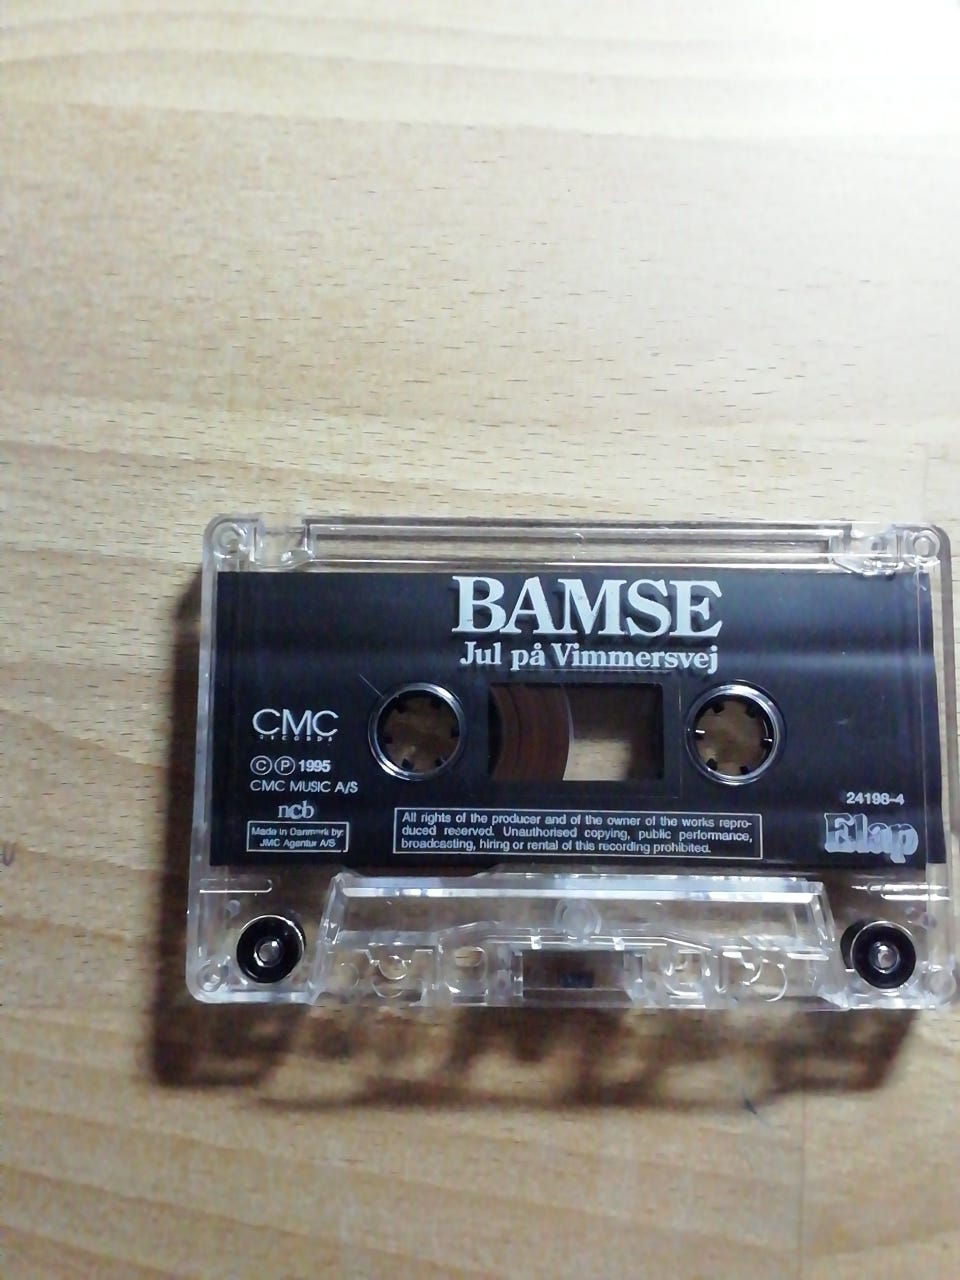 BAMSE
Jul på Vimmersvej
CMC
records
© ℗ 1995
CMC MUSIC A/S
ncb
Made in Danmark by:
JMC Agentur A/S
All rights of the producer and of the owner of the works repro-
duced reserved. Unauthorised copying, public performance,
broadcasting, hiring or rental of this recording prohibited.
24198-4
Elap